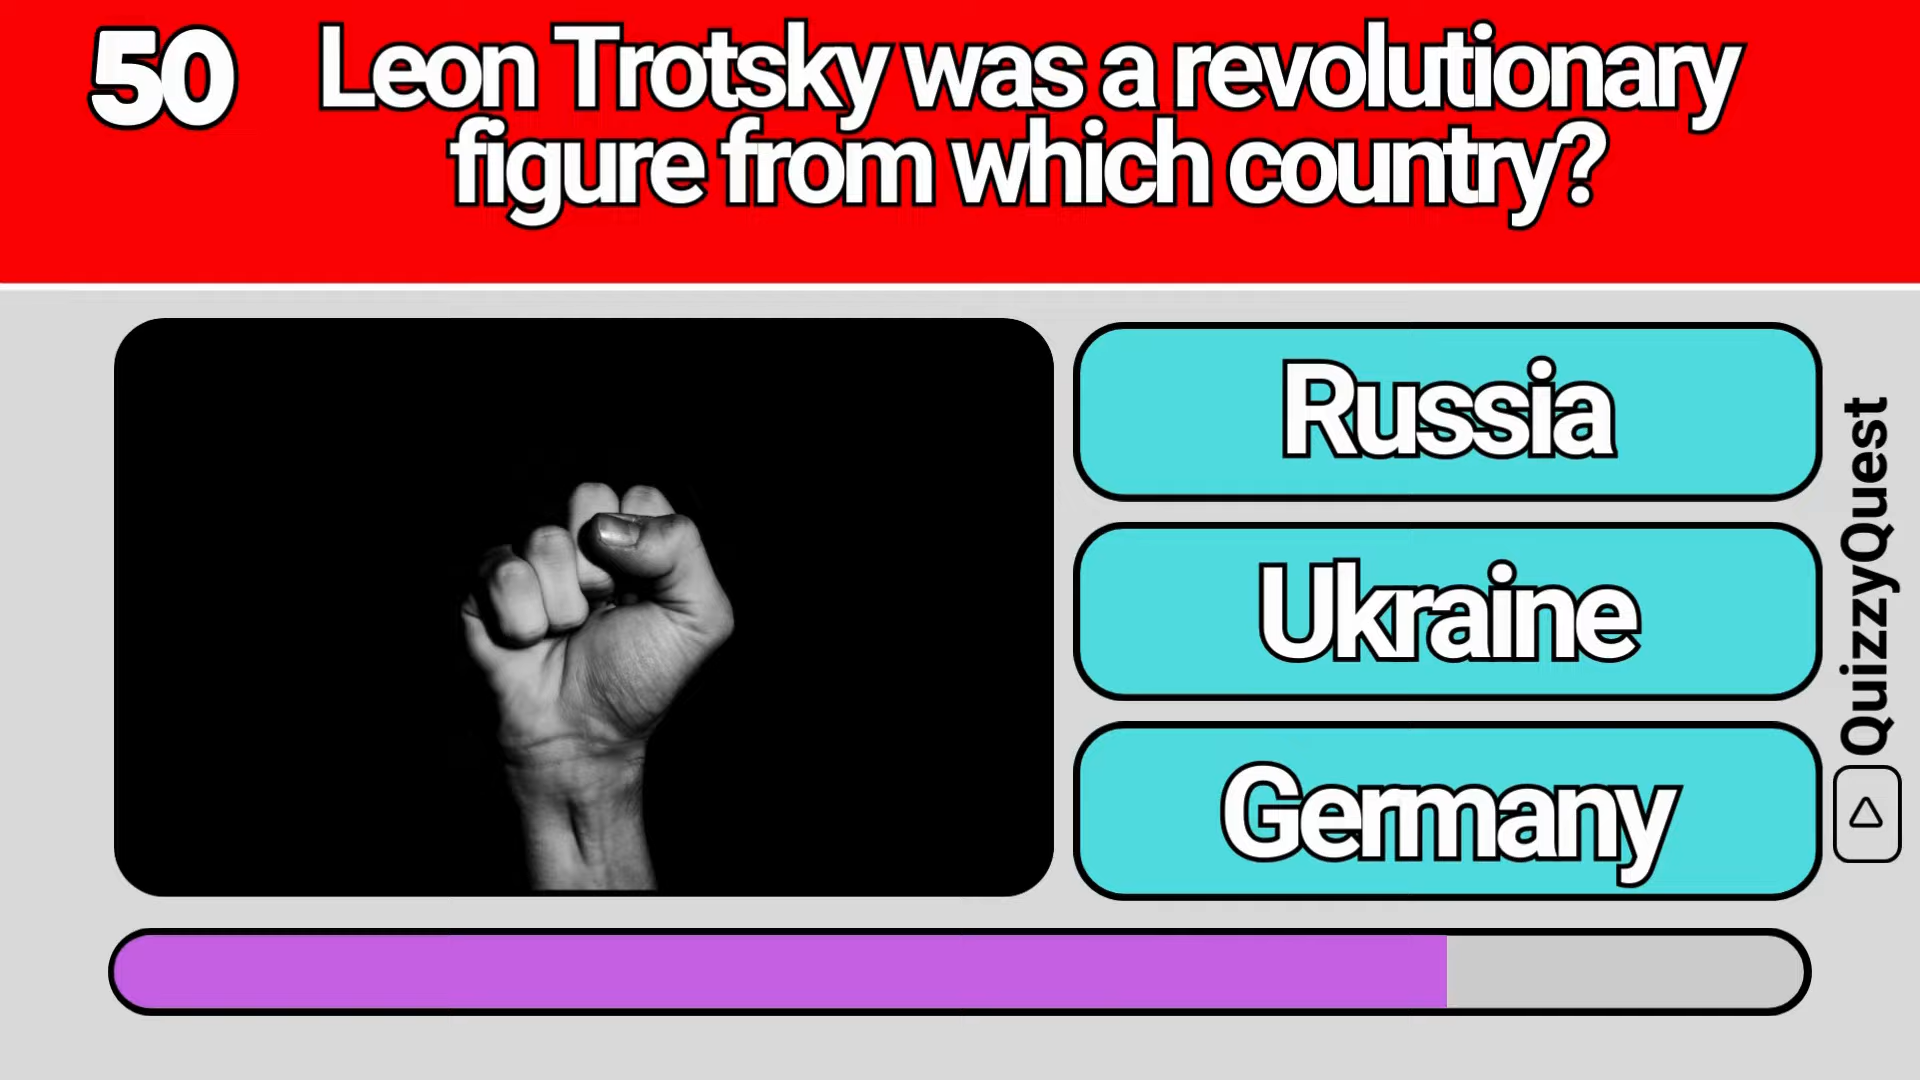 50
Leon Trotsky was a revolutionary
figure from which country?
Russia
Ukraine
Germany
QuizzyQuest